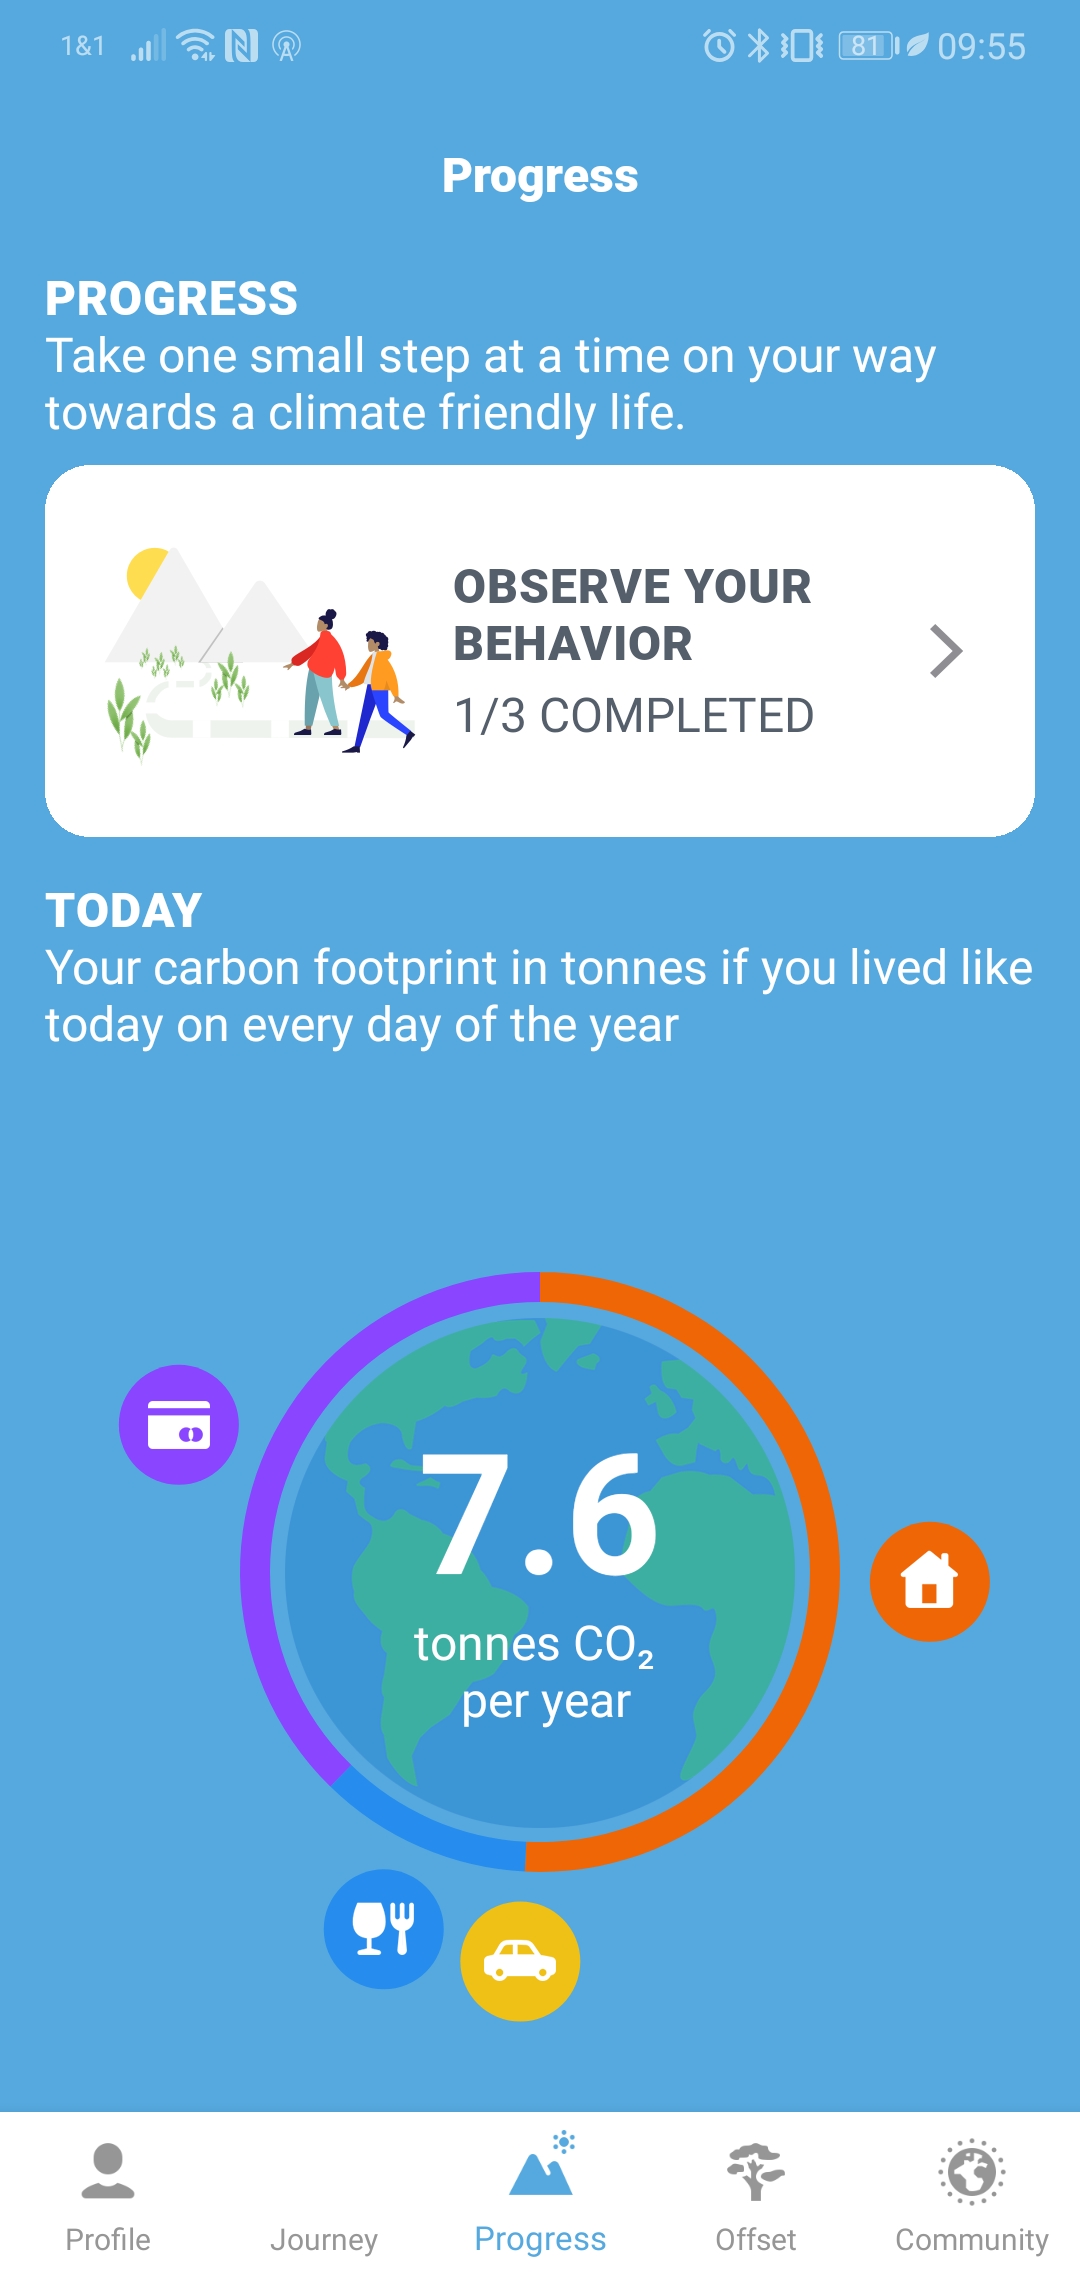 1&1
81
09:55
Progress
PROGRESS
Take one small step at a time on your way
towards a climate friendly life.
OBSERVE YOUR
BEHAVIOR
1/3 COMPLETED
TODAY
Your carbon footprint in tonnes if you lived like
today on every day of the year
7.6
tonnes CO₂
per year
Profile
Journey
Progress
Offset
Community